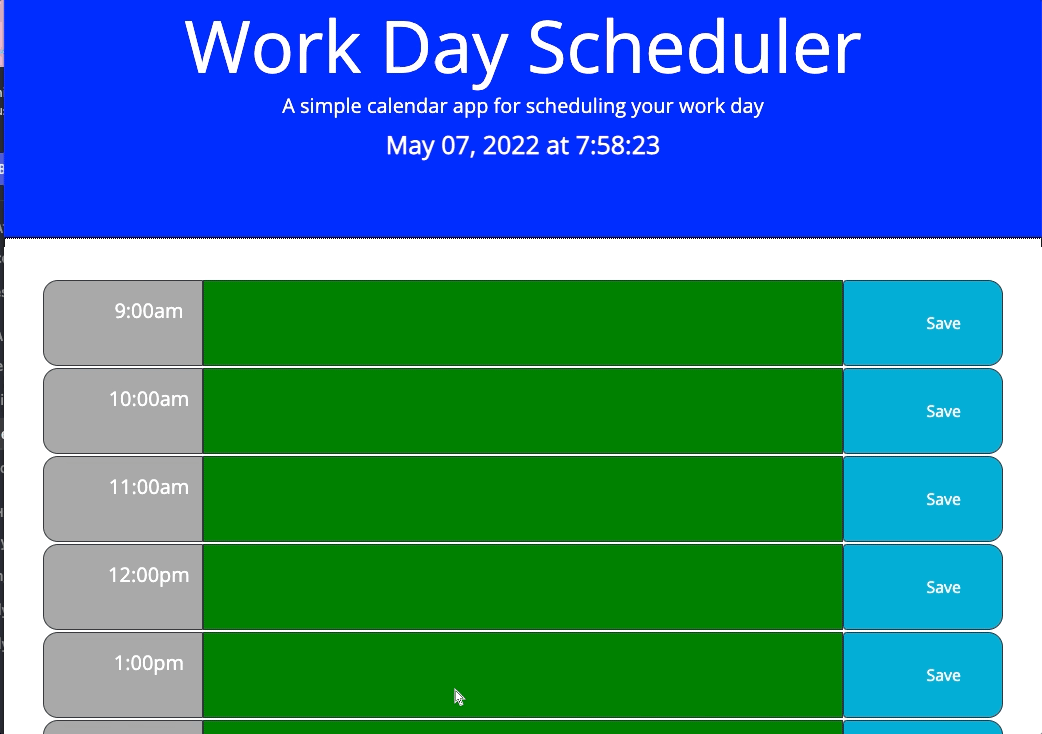 Work Day Scheduler
A simple calendar app for scheduling your work day
May 07, 2022 at 7:58:23
9:00am
Save
10:00am
Save
11:00am
Save
12:00pm
Save
1:00pm
Save